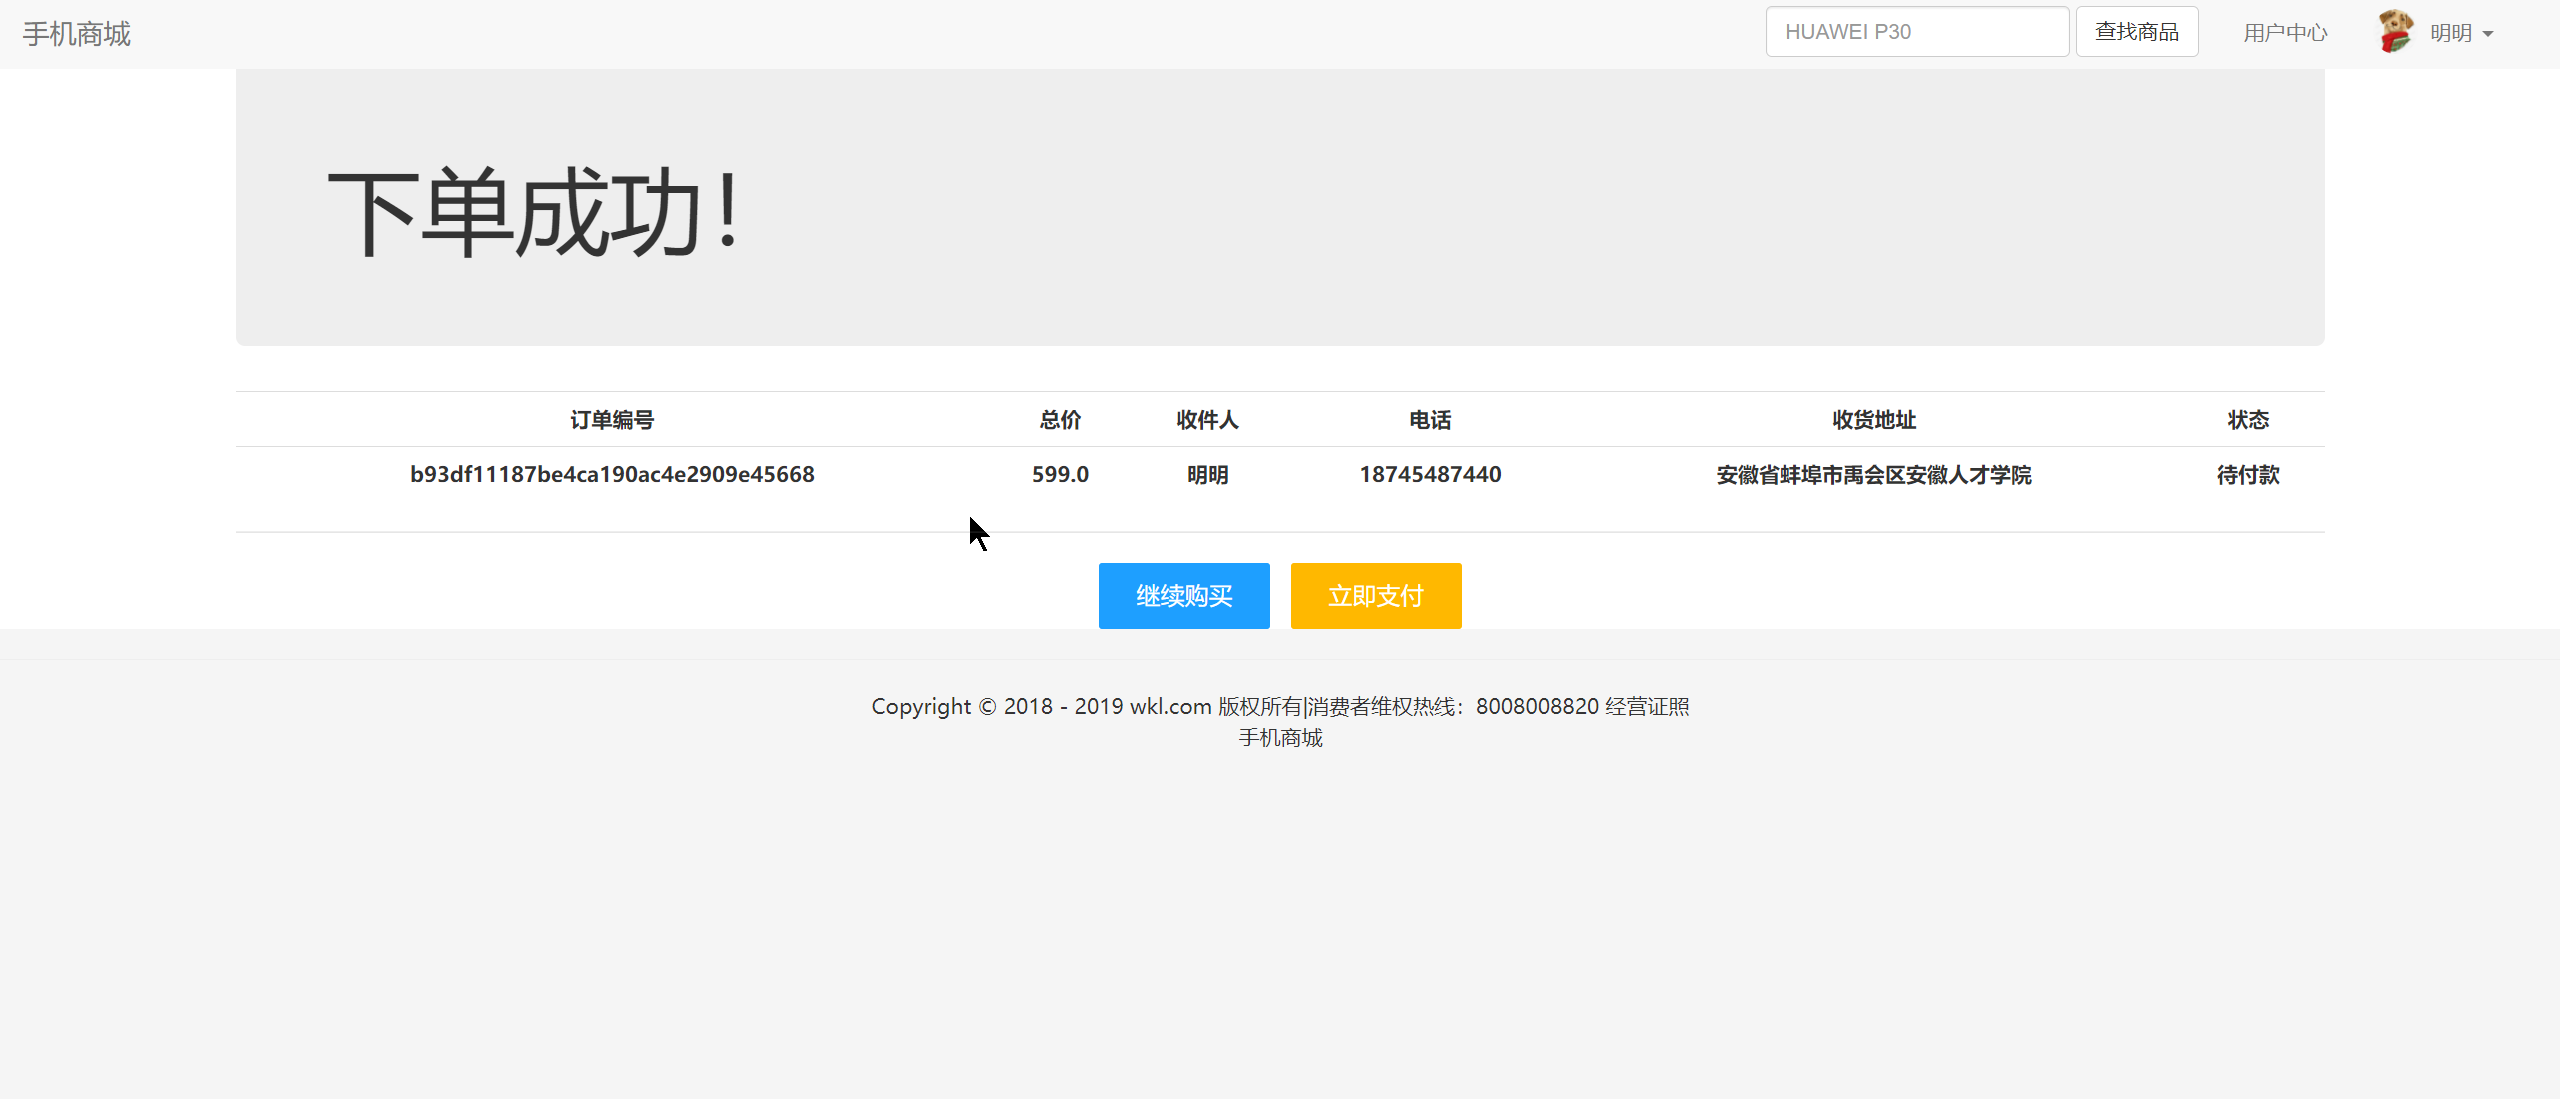 手机商城 HUAWEI P30 查找商品 用户中心 明明
下单成功！
订单编号 总价 收件人 电话 收货地址 状态
b93df11187be4ca190ac4e2909e45668 599.0 明明 18745487440 安徽省蚌埠市禹会区安徽人才学院 待付款
继续购买 立即支付
Copyright © 2018 - 2019 wkl.com 版权所有|消费者维权热线：8008008820 经营证照
手机商城